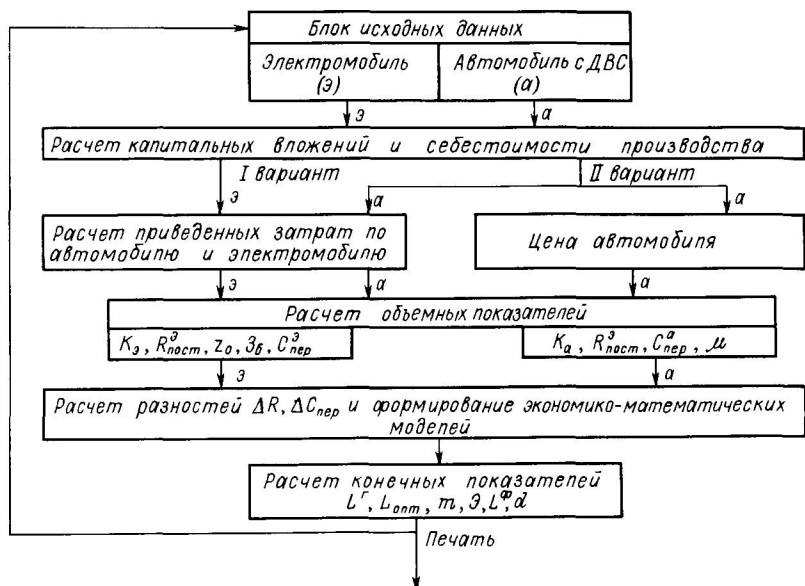 Блок исходных данных
Электромобиль Автомобиль с ДВС
(э) (а)
э а
Расчет капитальных вложений и себестоимости производства
I вариант II вариант
э а а
Расчет приведенных затрат по
автомобилю и электромобилю
Цена автомобиля
э а а
Расчет объемных показателей
Kэ, Rэпост, z0, Зб, Cэпер Kа, Rэпост, Cапер, μ
э а
Расчет разностей ΔR, ΔCпер и формирование экономико-математических
моделей
Расчет конечных показателей
Lг, Lопт, m, Э, Lф, d
Печать